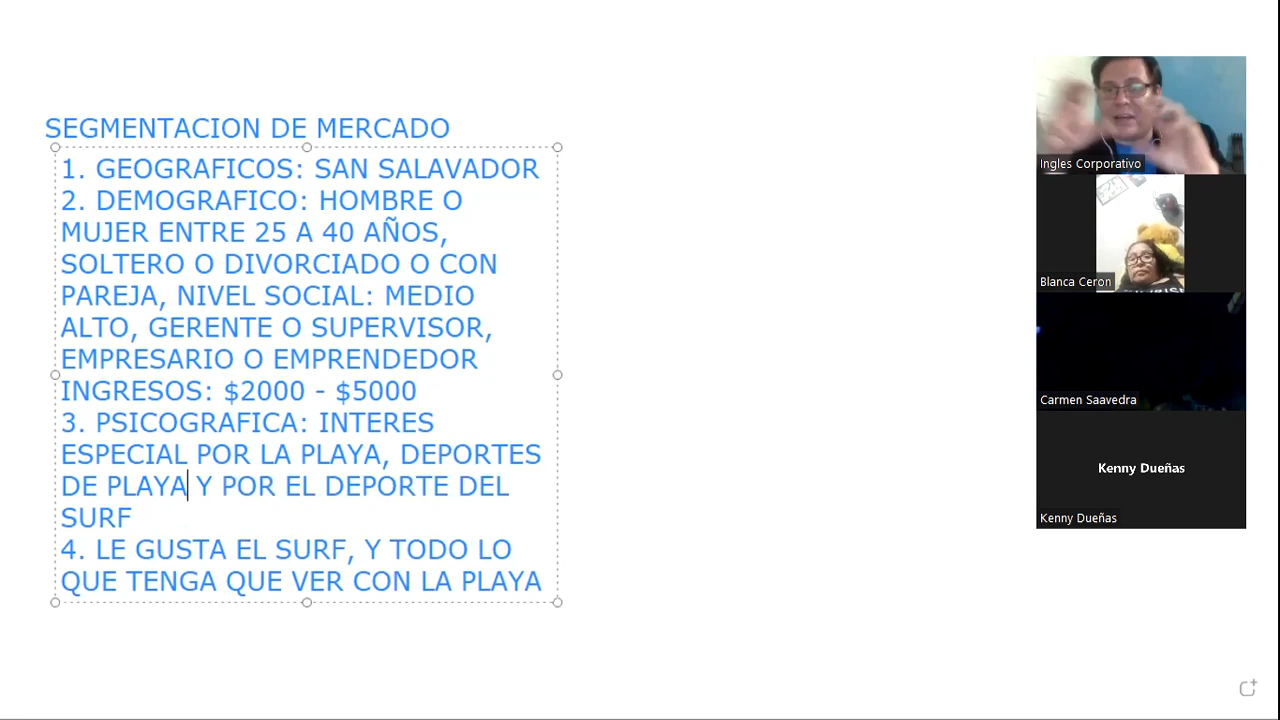 SEGMENTACION DE MERCADO
1. GEOGRAFICOS: SAN SALAVADOR
2. DEMOGRAFICO: HOMBRE O
MUJER ENTRE 25 A 40 AÑOS,
SOLTERO O DIVORCIADO O CON
PAREJA, NIVEL SOCIAL: MEDIO
ALTO, GERENTE O SUPERVISOR,
EMPRESARIO O EMPRENDEDOR
INGRESOS: $2000 - $5000
3. PSICOGRAFICA: INTERES
ESPECIAL POR LA PLAYA, DEPORTES
DE PLAYA Y POR EL DEPORTE DEL
SURF
4. LE GUSTA EL SURF, Y TODO LO
QUE TENGA QUE VER CON LA PLAYA
Ingles Corporativo
Blanca Ceron
Carmen Saavedra
Kenny Dueñas
Kenny Dueñas